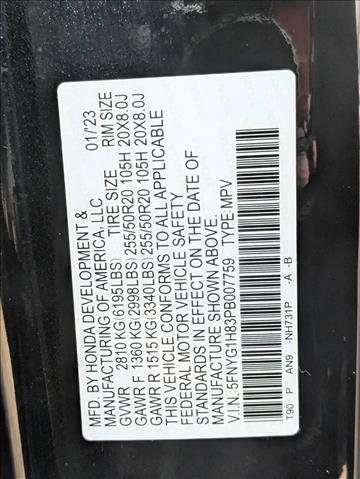 MFD. BY HONDA DEVELOPMENT & 01/'23
MANUFACTURING OF AMERICA, LLC RIM SIZE
GVWR 2810 KG(6195LBS) TIRE SIZE
GAWR F 1360 KG(2998LBS) 255/50R20 105H 20X8.0J
GAWR R 1515 KG(3340LBS) 255/50R20 105H 20X8.0J
THIS VEHICLE CONFORMS TO ALL APPLICABLE
FEDERAL MOTOR VEHICLE SAFETY
STANDARDS IN EFFECT ON THE DATE OF
MANUFACTURE SHOWN ABOVE.
V.I.N. 5FNYG1H83PB007759 TYPE:MPV
T90 P AN9 -NH731P -A -B